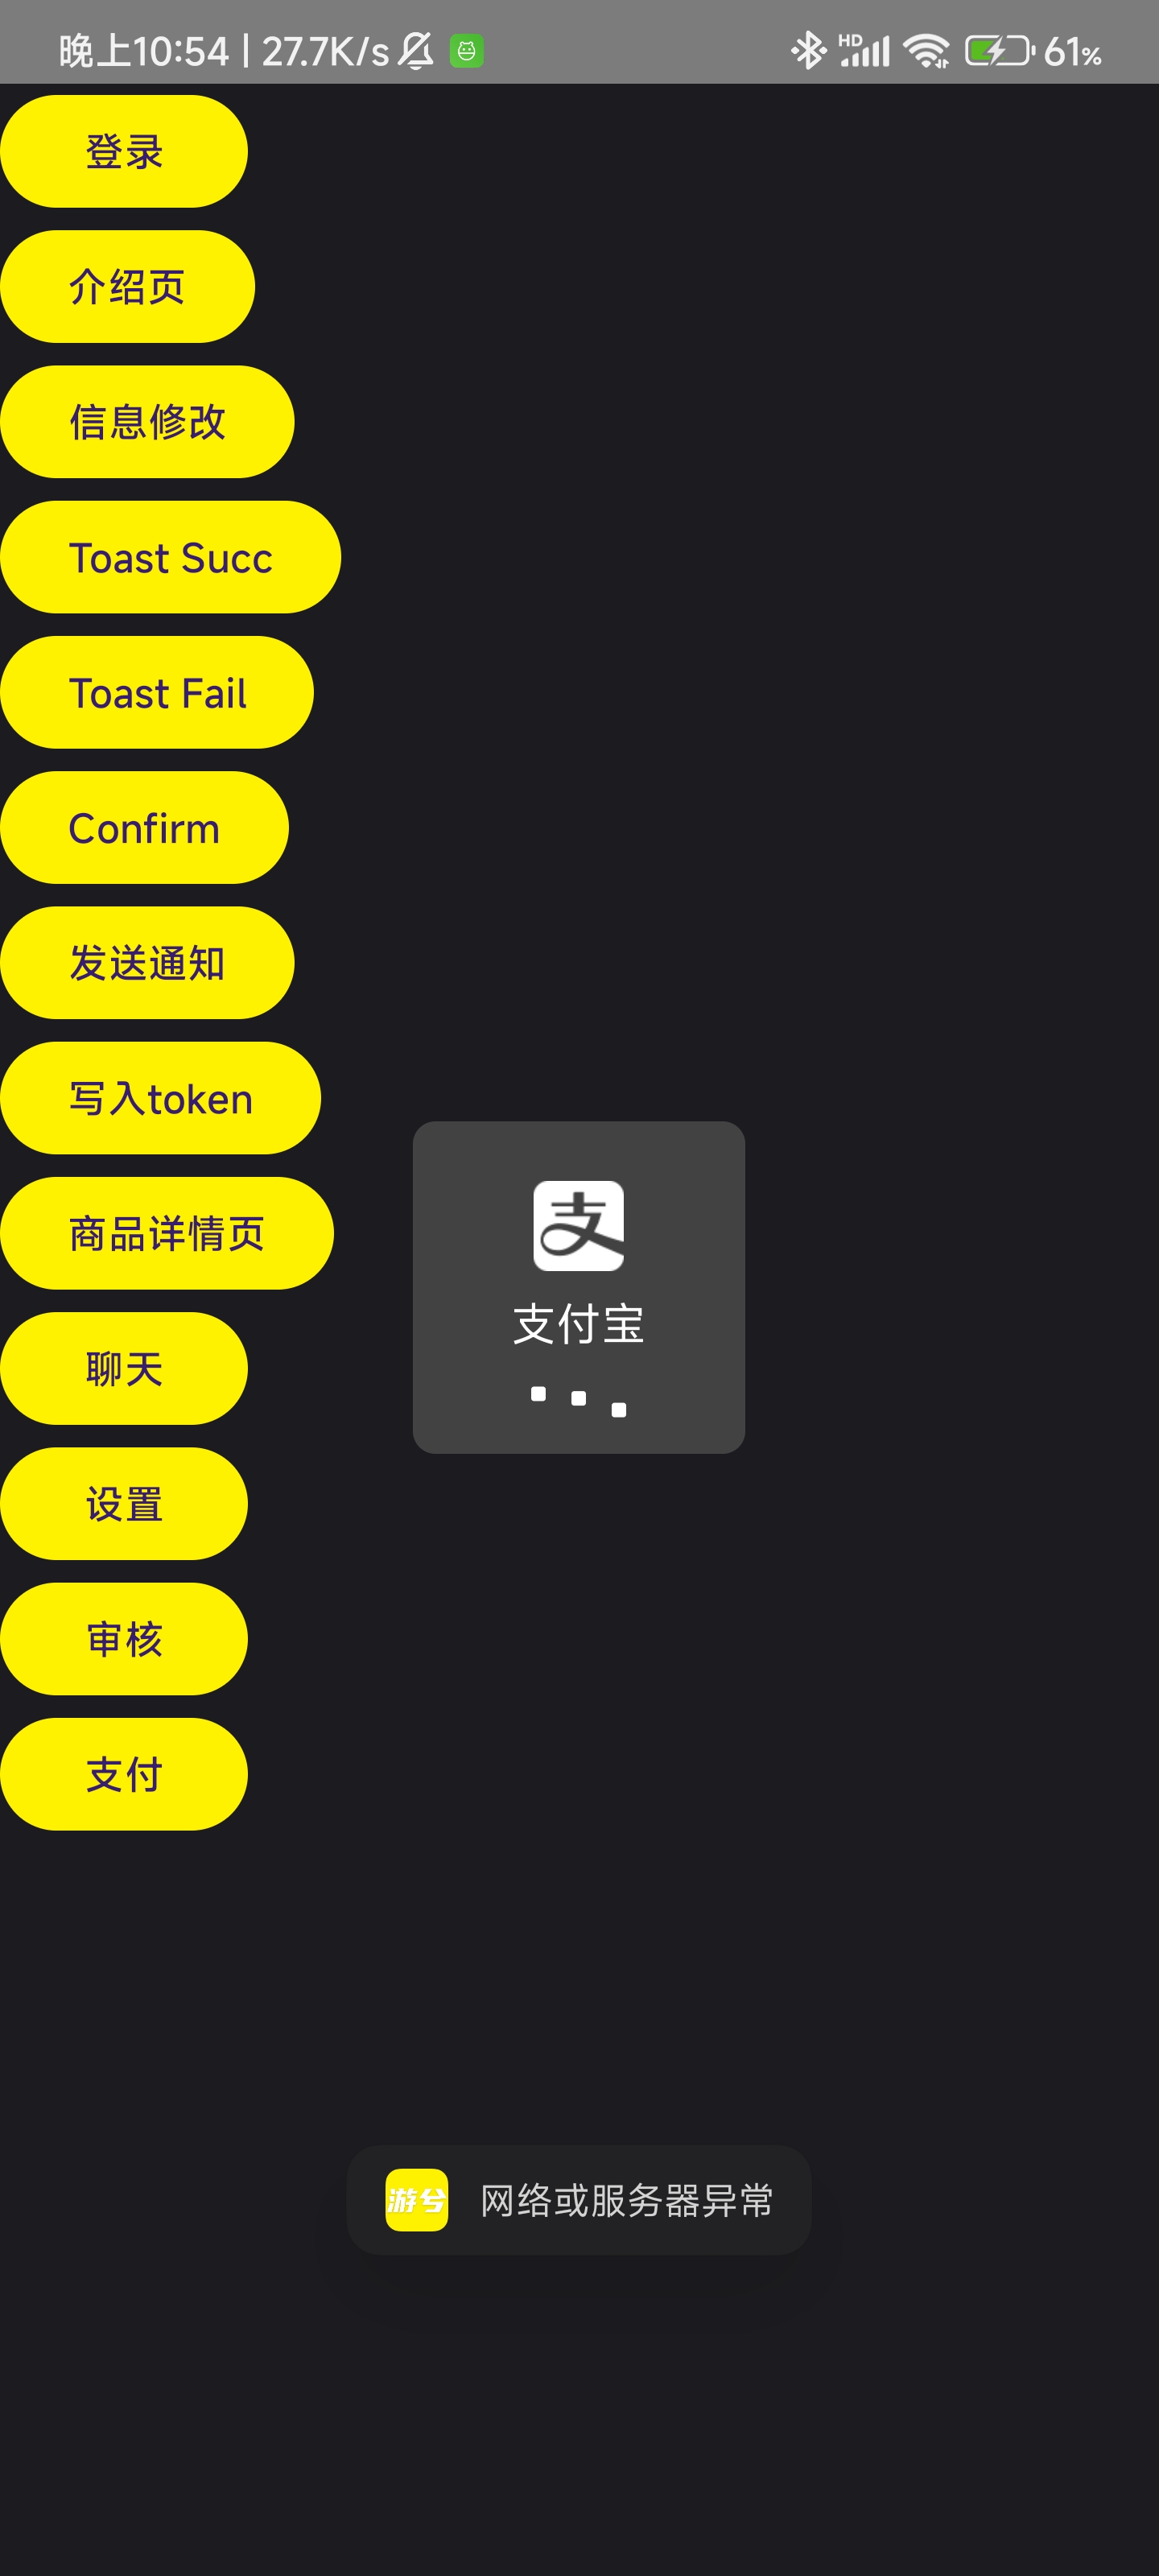 晚上10:54 | 27.7K/s
HD
61%
登录
介绍页
信息修改
Toast Succ
Toast Fail
Confirm
发送通知
写入token
商品详情页
支
支付宝
聊天
设置
审核
支付
游兮 网络或服务器异常